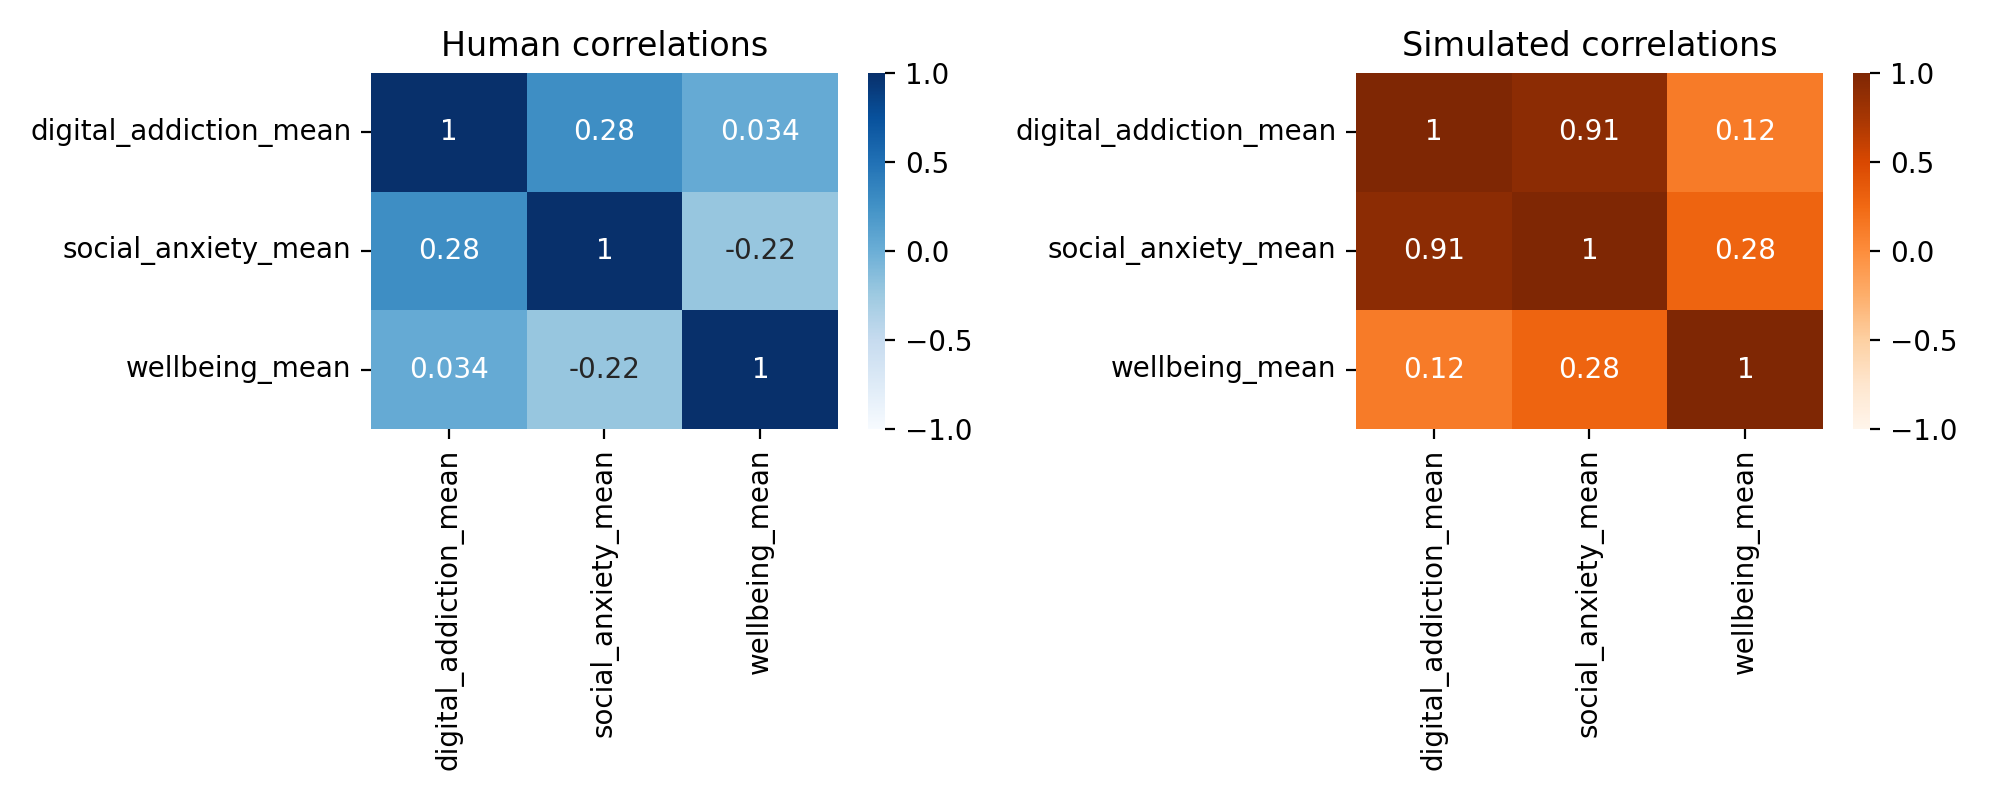 Human correlations
digital_addiction_mean
social_anxiety_mean
wellbeing_mean
1 0.28 0.034
0.28 1 -0.22
0.034 -0.22 1
1.0
0.5
0.0
−0.5
−1.0
digital_addiction_mean
social_anxiety_mean
wellbeing_mean
Simulated correlations
digital_addiction_mean
social_anxiety_mean
wellbeing_mean
1 0.91 0.12
0.91 1 0.28
0.12 0.28 1
1.0
0.5
0.0
−0.5
−1.0
digital_addiction_mean
social_anxiety_mean
wellbeing_mean